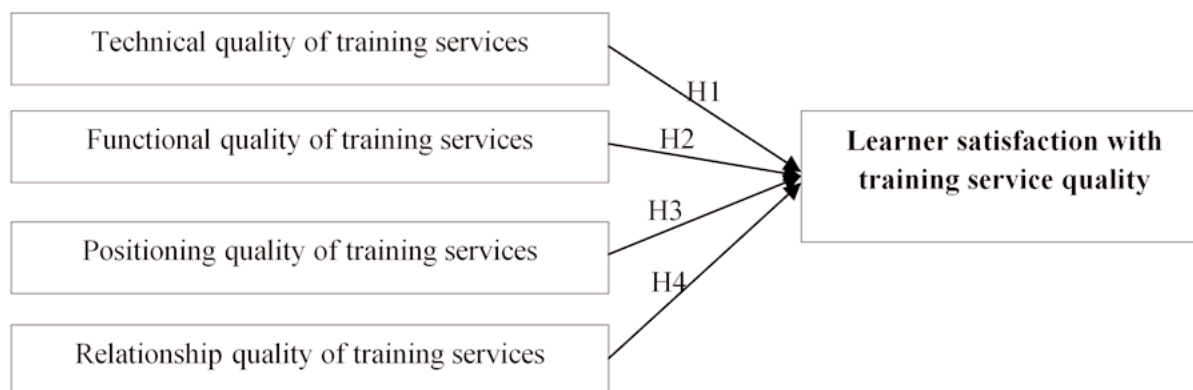 Technical quality of training services
H1
Functional quality of training services
H2
Learner satisfaction with
training service quality
H3
Positioning quality of training services
H4
Relationship quality of training services